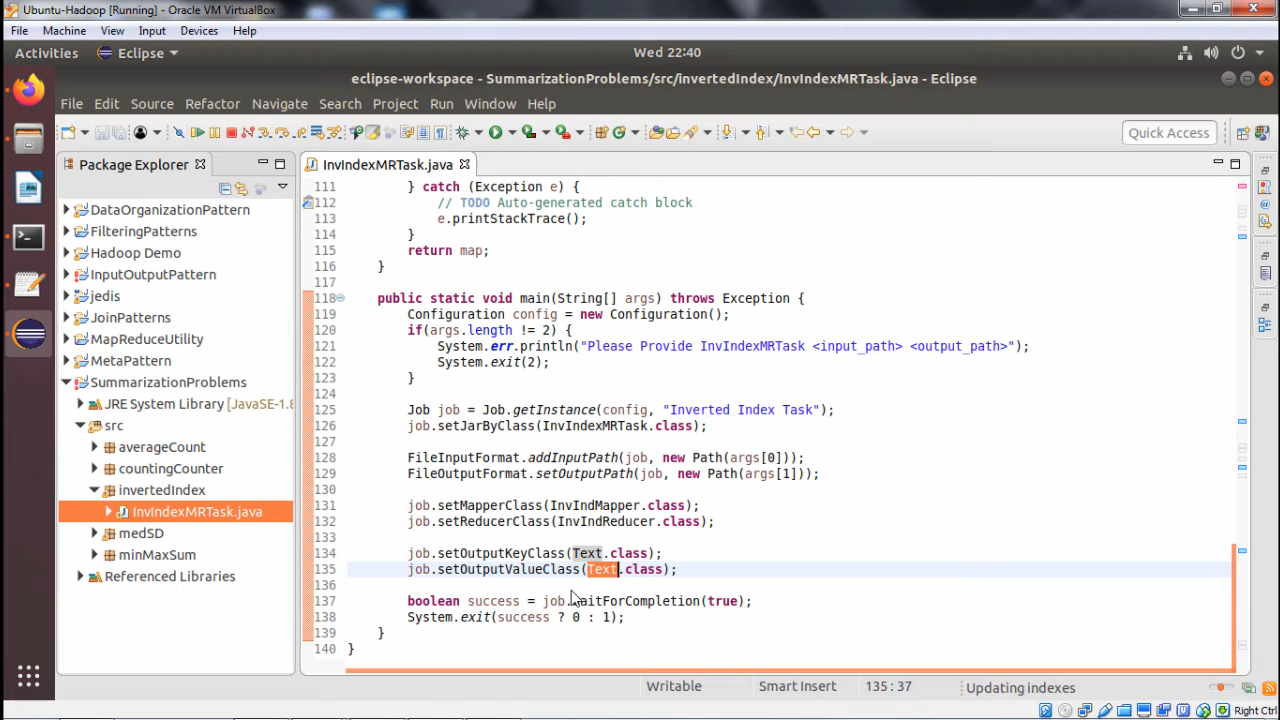 Ubuntu-Hadoop [Running] - Oracle VM VirtualBox
File Machine View Input Devices Help
Activities Eclipse Wed 22:40
eclipse-workspace - SummarizationProblems/src/invertedIndex/InvIndexMRTask.java - Eclipse
File Edit Source Refactor Navigate Search Project Run Window Help
Quick Access
Package Explorer
InvIndexMRTask.java
DataOrganizationPattern
FilteringPatterns
Hadoop Demo
InputOutputPattern
jedis
JoinPatterns
MapReduceUtility
MetaPattern
SummarizationProblems
JRE System Library [JavaSE-1.8
src
averageCount
countingCounter
invertedIndex
InvIndexMRTask.java
medSD
minMaxSum
Referenced Libraries
111 } catch (Exception e) {
112 // TODO Auto-generated catch block
113 e.printStackTrace();
114 }
115 return map;
116 }
117
118 public static void main(String[] args) throws Exception {
119 Configuration config = new Configuration();
120 if(args.length != 2) {
121 System.err.println("Please Provide InvIndexMRTask <input_path> <output_path>");
122 System.exit(2);
123 }
124
125 Job job = Job.getInstance(config, "Inverted Index Task");
126 job.setJarByClass(InvIndexMRTask.class);
127
128 FileInputFormat.addInputPath(job, new Path(args[0]));
129 FileOutputFormat.setOutputPath(job, new Path(args[1]));
130
131 job.setMapperClass(InvIndMapper.class);
132 job.setReducerClass(InvIndReducer.class);
133
134 job.setOutputKeyClass(Text.class);
135 job.setOutputValueClass(Text.class);
136
137 boolean success = job.waitForCompletion(true);
138 System.exit(success ? 0 : 1);
139 }
140 }
Writable Smart Insert 135 : 37 Updating indexes
Right Ctrl